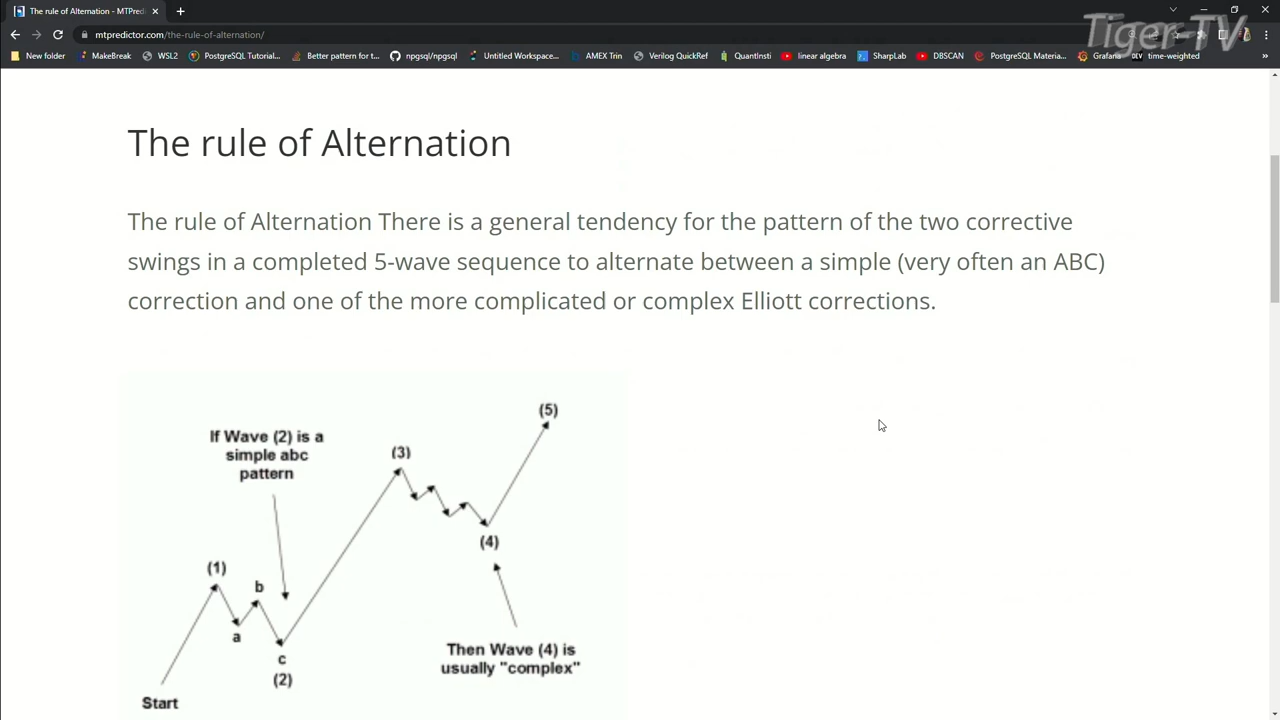 The rule of Alternation - MTPred
Tiger TV
mtpredictor.com/the-rule-of-alternation/
New folder MakeBreak WSL2 PostgreSQL Tutorial... Better pattern for t... npgsql/npgsql Untitled Workspace... AMEX Trin Verilog QuickRef QuantInsti linear algebra SharpLab DBSCAN PostgreSQL Materia... Grafana DEV time-weighted
The rule of Alternation
The rule of Alternation There is a general tendency for the pattern of the two corrective
swings in a completed 5-wave sequence to alternate between a simple (very often an ABC)
correction and one of the more complicated or complex Elliott corrections.
(5)
If Wave (2) is a
simple abc
pattern
(3)
(4)
(1)
b
a
c
(2)
Then Wave (4) is
usually "complex"
Start